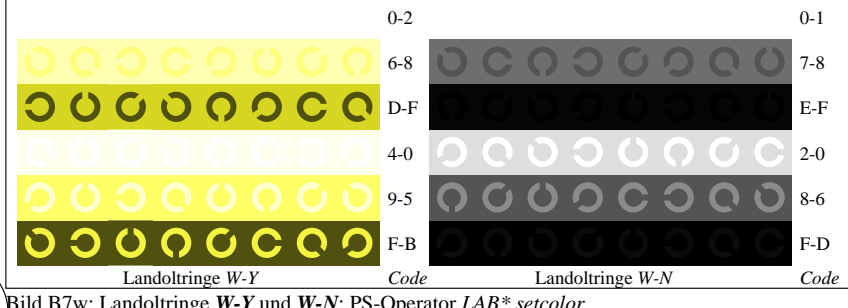 0-2 0-1
6-8 7-8
D-F E-F
4-0 2-0
9-5 8-6
F-B F-D
Landoltringe W-Y Code Landoltringe W-N Code
Bild B7w: Landoltringe W-Y und W-N; PS-Operator LAB* setcolor